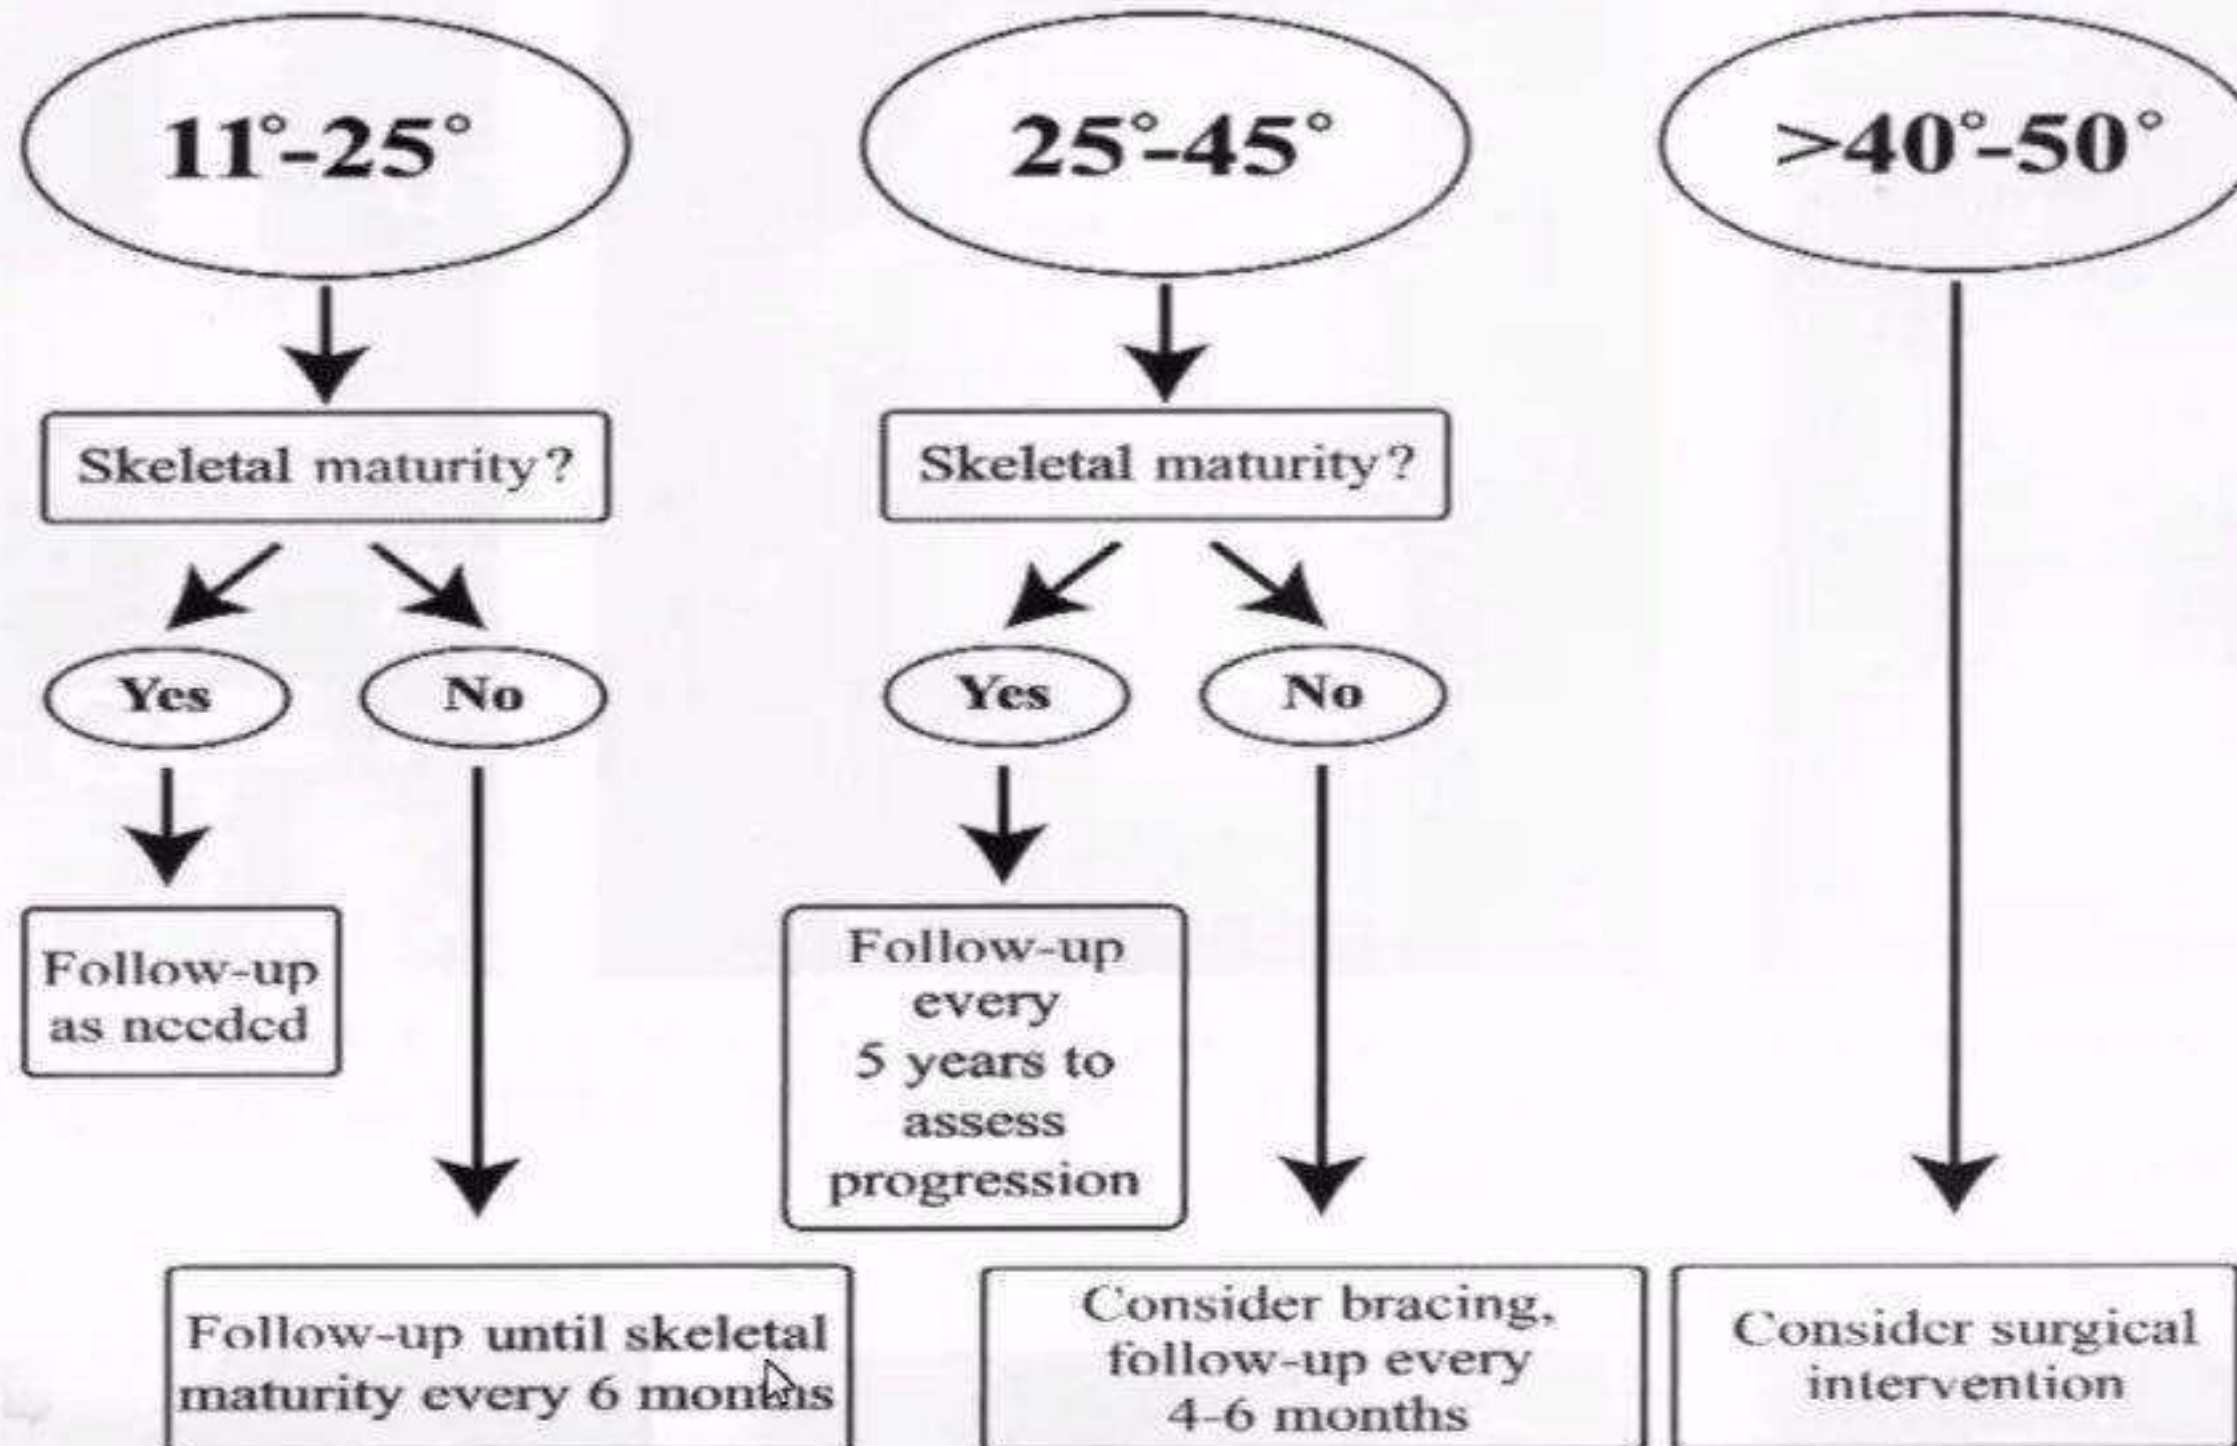 11°-25°
25°-45°
>40°-50°
Skeletal maturity?
Skeletal maturity?
Yes
No
Yes
No
Follow-up
as needed
Follow-up
every
5 years to
assess
progression
Follow-up until skeletal
maturity every 6 months
Consider bracing,
follow-up every
4-6 months
Consider surgical
intervention